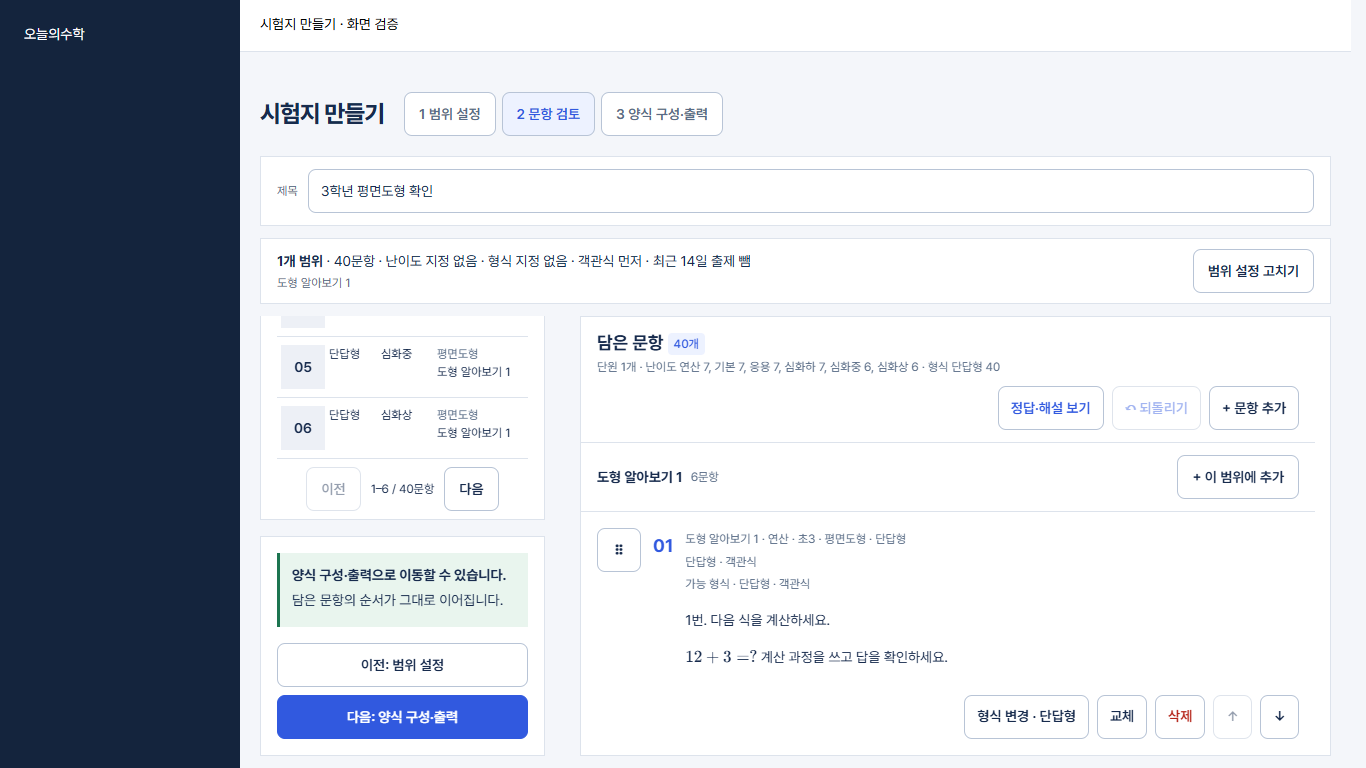 오늘의수학
시험지 만들기 · 화면 검증
시험지 만들기
1 범위 설정
2 문항 검토
3 양식 구성·출력
제목
3학년 평면도형 확인
1개 범위 · 40문항 · 난이도 지정 없음 · 형식 지정 없음 · 객관식 먼저 · 최근 14일 출제 뺌
도형 알아보기 1
범위 설정 고치기
05 단답형 심화중 평면도형
도형 알아보기 1
06 단답형 심화상 평면도형
도형 알아보기 1
이전 1–6 / 40문항 다음
양식 구성·출력으로 이동할 수 있습니다.
담은 문항의 순서가 그대로 이어집니다.
이전: 범위 설정
다음: 양식 구성·출력
담은 문항 40개
단원 1개 · 난이도 연산 7, 기본 7, 응용 7, 심화하 7, 심화중 6, 심화상 6 · 형식 단답형 40
정답·해설 보기
↶ 되돌리기
+ 문항 추가
도형 알아보기 1 6문항
+ 이 범위에 추가
01
도형 알아보기 1 · 연산 · 초3 · 평면도형 · 단답형
단답형 · 객관식
가능 형식 · 단답형 · 객관식
1번. 다음 식을 계산하세요.
12 + 3 =? 계산 과정을 쓰고 답을 확인하세요.
형식 변경 · 단답형
교체
삭제
↑
↓